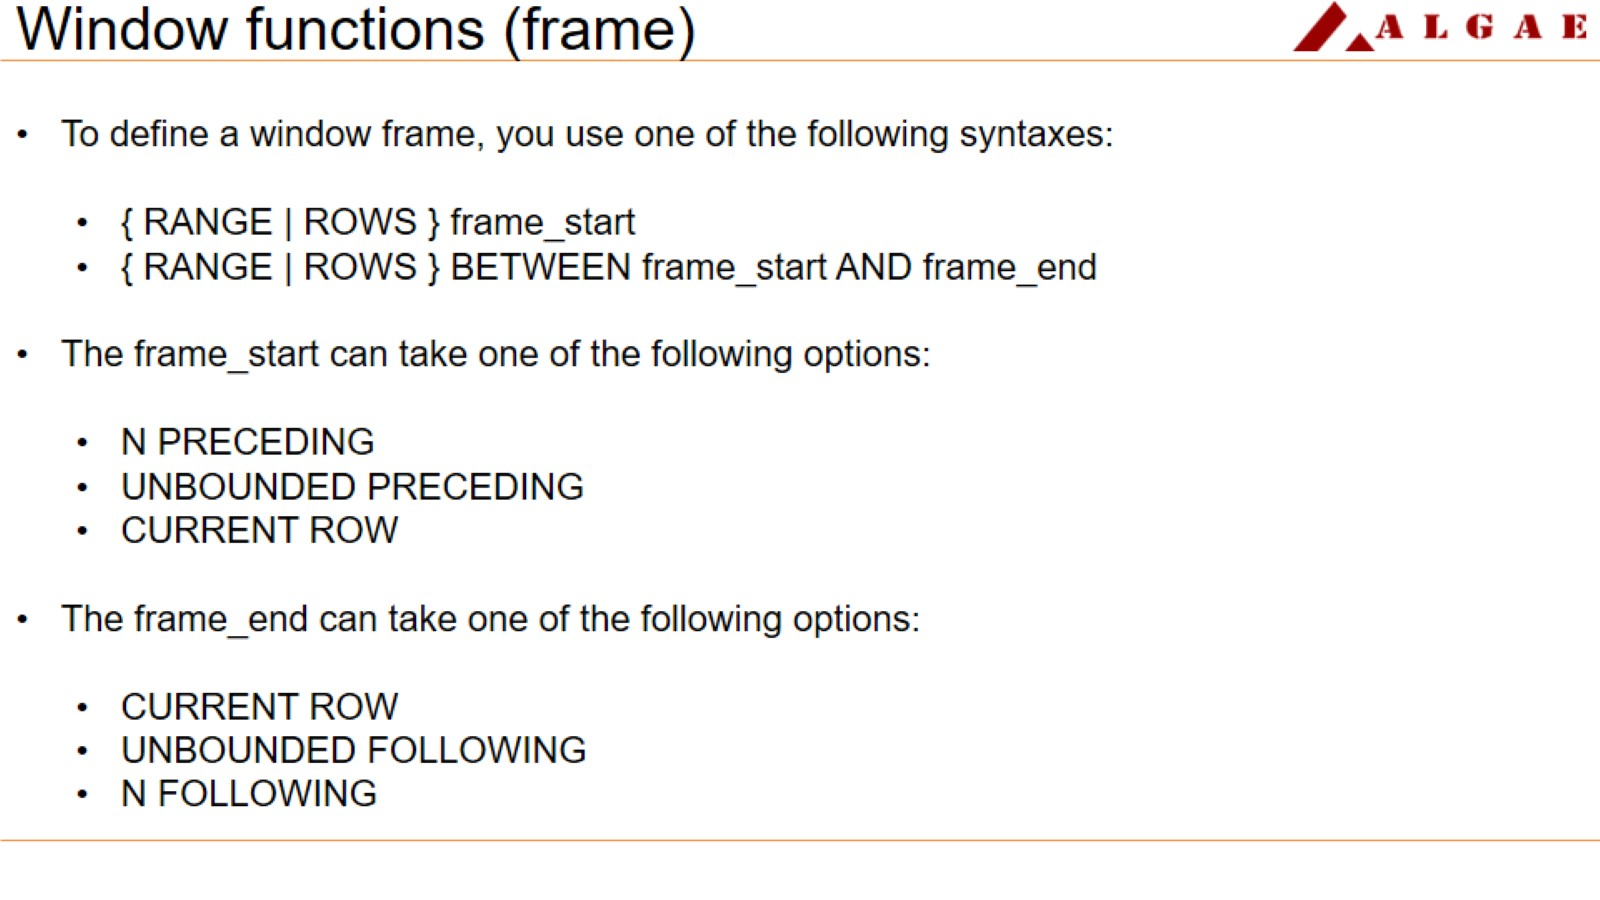 Window functions (frame)
ALGAE
• To define a window frame, you use one of the following syntaxes:
• { RANGE | ROWS } frame_start
• { RANGE | ROWS } BETWEEN frame_start AND frame_end
• The frame_start can take one of the following options:
• N PRECEDING
• UNBOUNDED PRECEDING
• CURRENT ROW
• The frame_end can take one of the following options:
• CURRENT ROW
• UNBOUNDED FOLLOWING
• N FOLLOWING